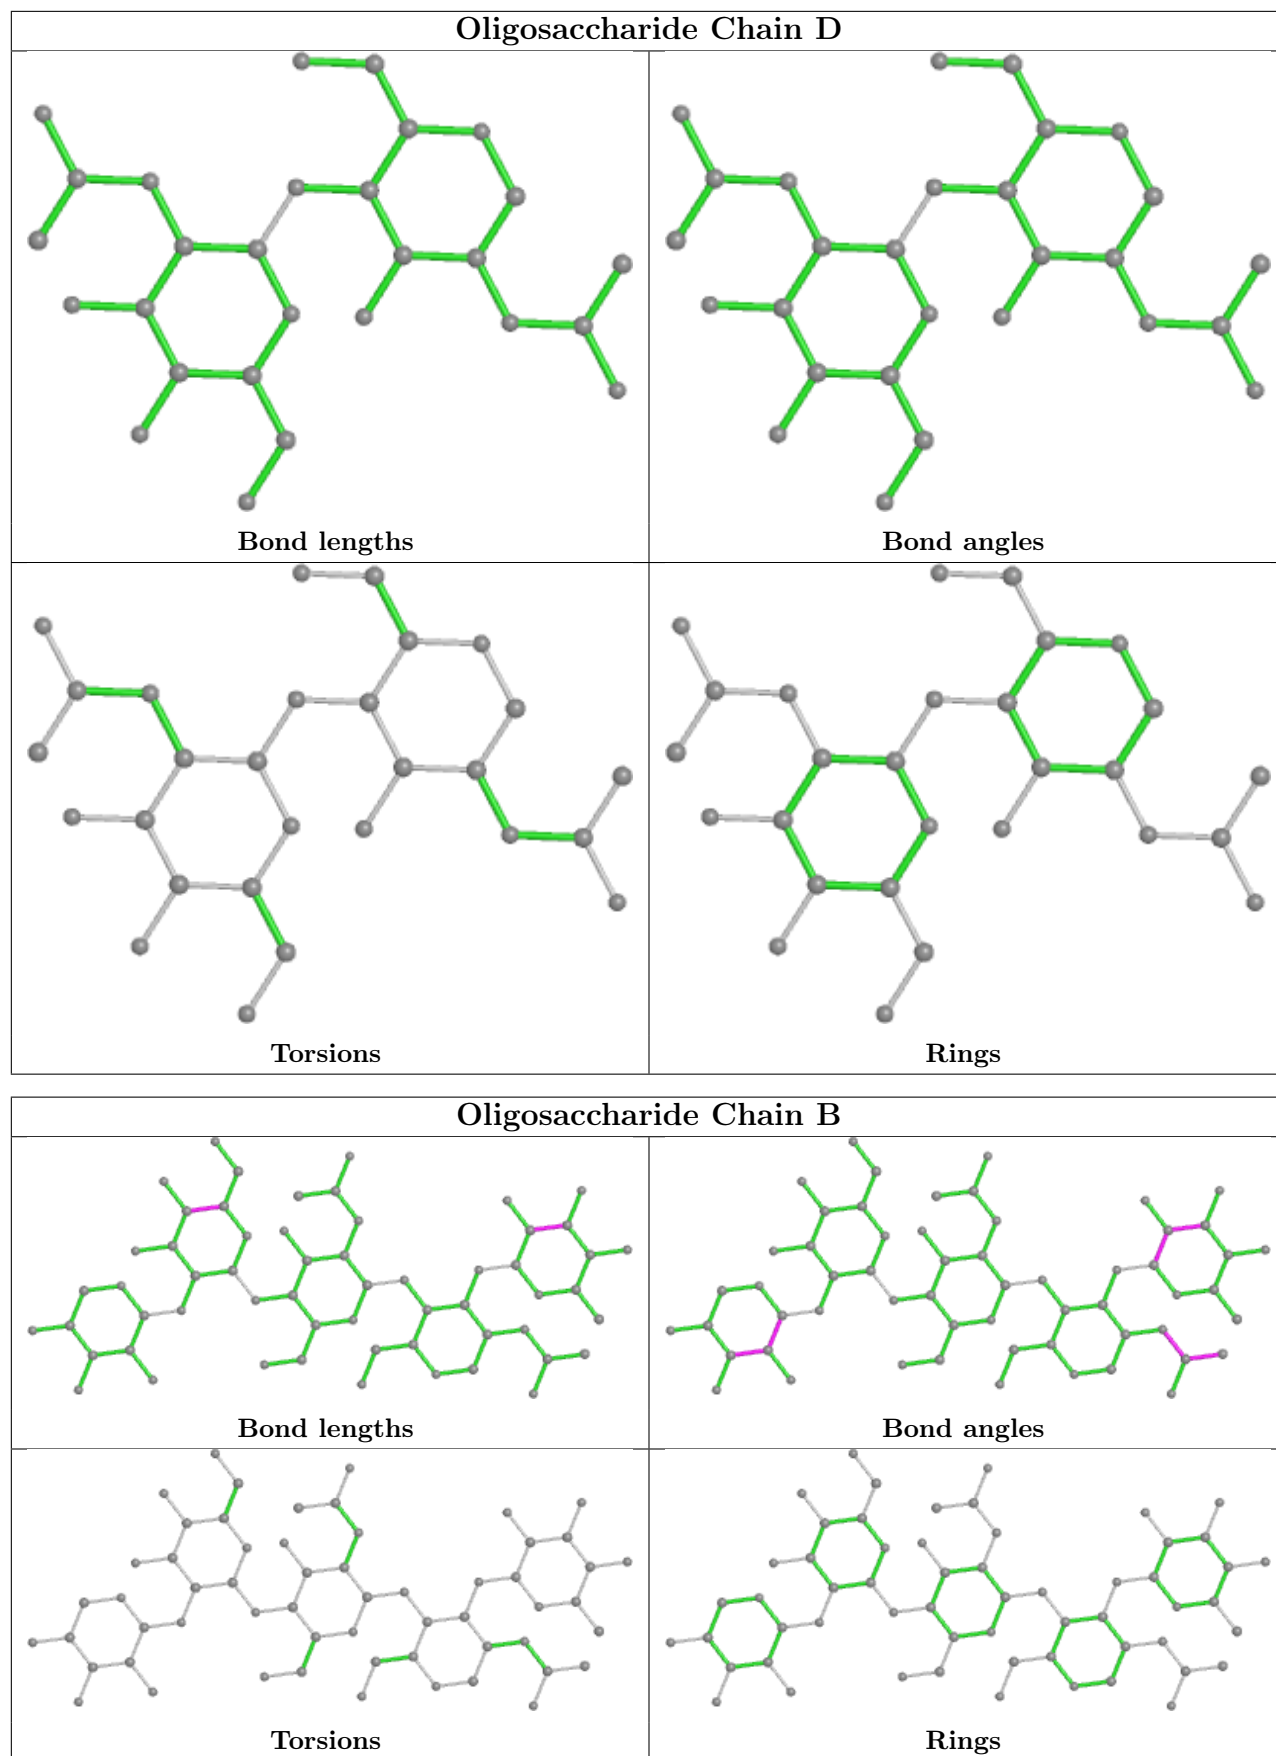 Oligosaccharide Chain D
Bond lengths
Bond angles
Torsions
Rings
Oligosaccharide Chain B
Bond lengths
Bond angles
Torsions
Rings